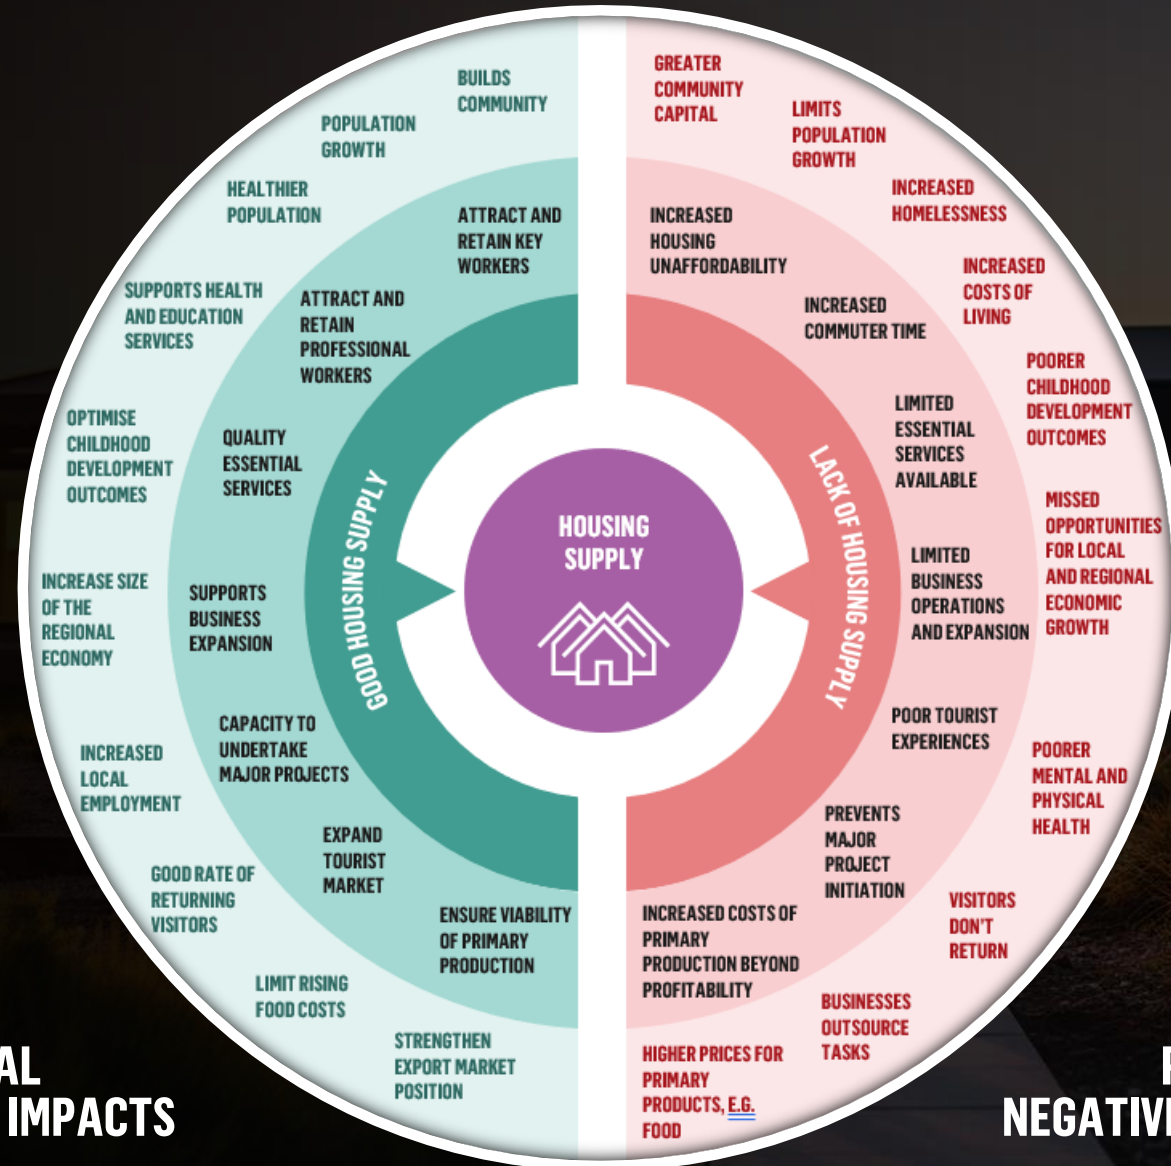 BUILDS
COMMUNITY
POPULATION
GROWTH
HEALTHIER
POPULATION
SUPPORTS HEALTH
AND EDUCATION
SERVICES
OPTIMISE
CHILDHOOD
DEVELOPMENT
OUTCOMES
INCREASE SIZE
OF THE
REGIONAL
ECONOMY
INCREASED
LOCAL
EMPLOYMENT
GOOD RATE OF
RETURNING
VISITORS
LIMIT RISING
FOOD COSTS
STRENGTHEN
EXPORT MARKET
POSITION
ATTRACT AND
RETAIN KEY
WORKERS
ATTRACT AND
RETAIN
PROFESSIONAL
WORKERS
QUALITY
ESSENTIAL
SERVICES
SUPPORTS
BUSINESS
EXPANSION
CAPACITY TO
UNDERTAKE
MAJOR PROJECTS
EXPAND
TOURIST
MARKET
ENSURE VIABILITY
OF PRIMARY
PRODUCTION
GOOD HOUSING SUPPLY
HOUSING
SUPPLY
LACK OF HOUSING SUPPLY
INCREASED
HOUSING
UNAFFORDABILITY
INCREASED
COMMUTER TIME
LIMITED
ESSENTIAL
SERVICES
AVAILABLE
LIMITED
BUSINESS
OPERATIONS
AND EXPANSION
POOR TOURIST
EXPERIENCES
PREVENTS
MAJOR
PROJECT
INITIATION
INCREASED COSTS OF
PRIMARY
PRODUCTION BEYOND
PROFITABILITY
GREATER
COMMUNITY
CAPITAL
LIMITS
POPULATION
GROWTH
INCREASED
HOMELESSNESS
INCREASED
COSTS OF
LIVING
POORER
CHILDHOOD
DEVELOPMENT
OUTCOMES
MISSED
OPPORTUNITIES
FOR LOCAL
AND REGIONAL
ECONOMIC
GROWTH
POORER
MENTAL AND
PHYSICAL
HEALTH
VISITORS
DON'T
RETURN
BUSINESSES
OUTSOURCE
TASKS
HIGHER PRICES FOR
PRIMARY
PRODUCTS, E.G.
FOOD
AL
IMPACTS
NEGATIV